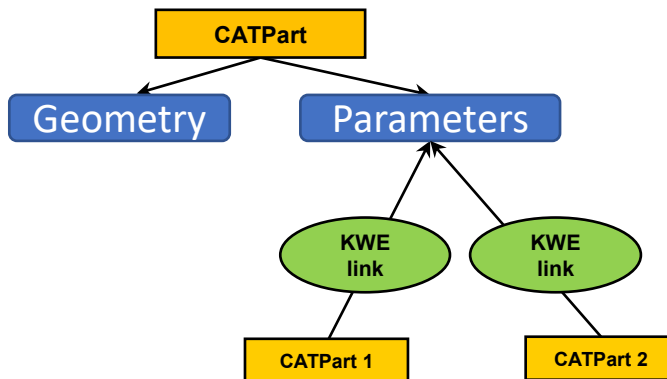 CATPart
Geometry
Parameters
KWE
link
KWE
link
CATPart 1
CATPart 2